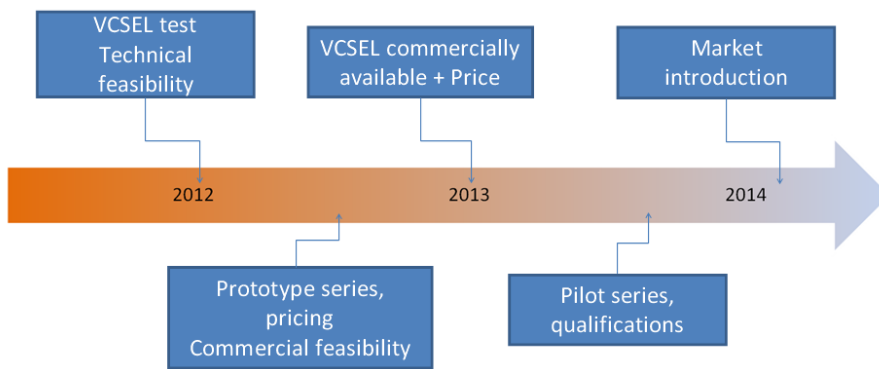 VCSEL test
Technical
feasibility
VCSEL commercially
available + Price
Market
introduction
2012
2013
2014
Prototype series,
pricing
Commercial feasibility
Pilot series,
qualifications